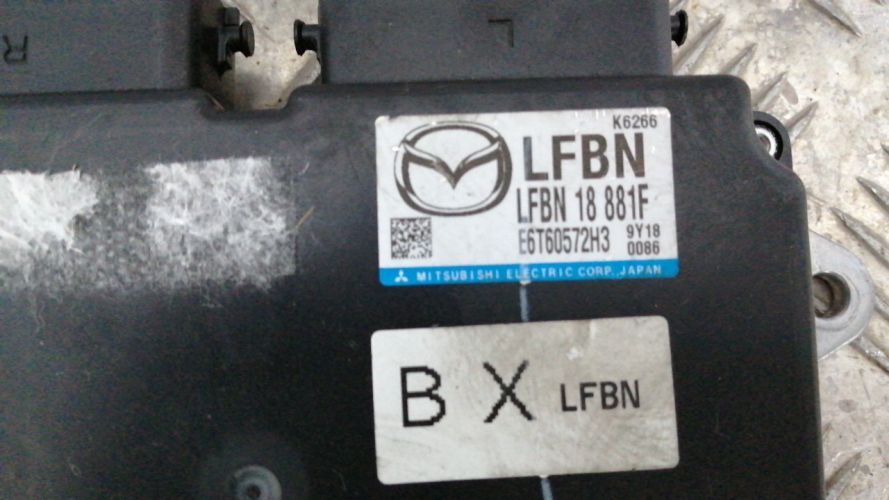 R
L
K6266
LFBN
LFBN 18 881F
E6T60572H3 9Y18
0086
MITSUBISHI ELECTRIC CORP., JAPAN
B X LFBN